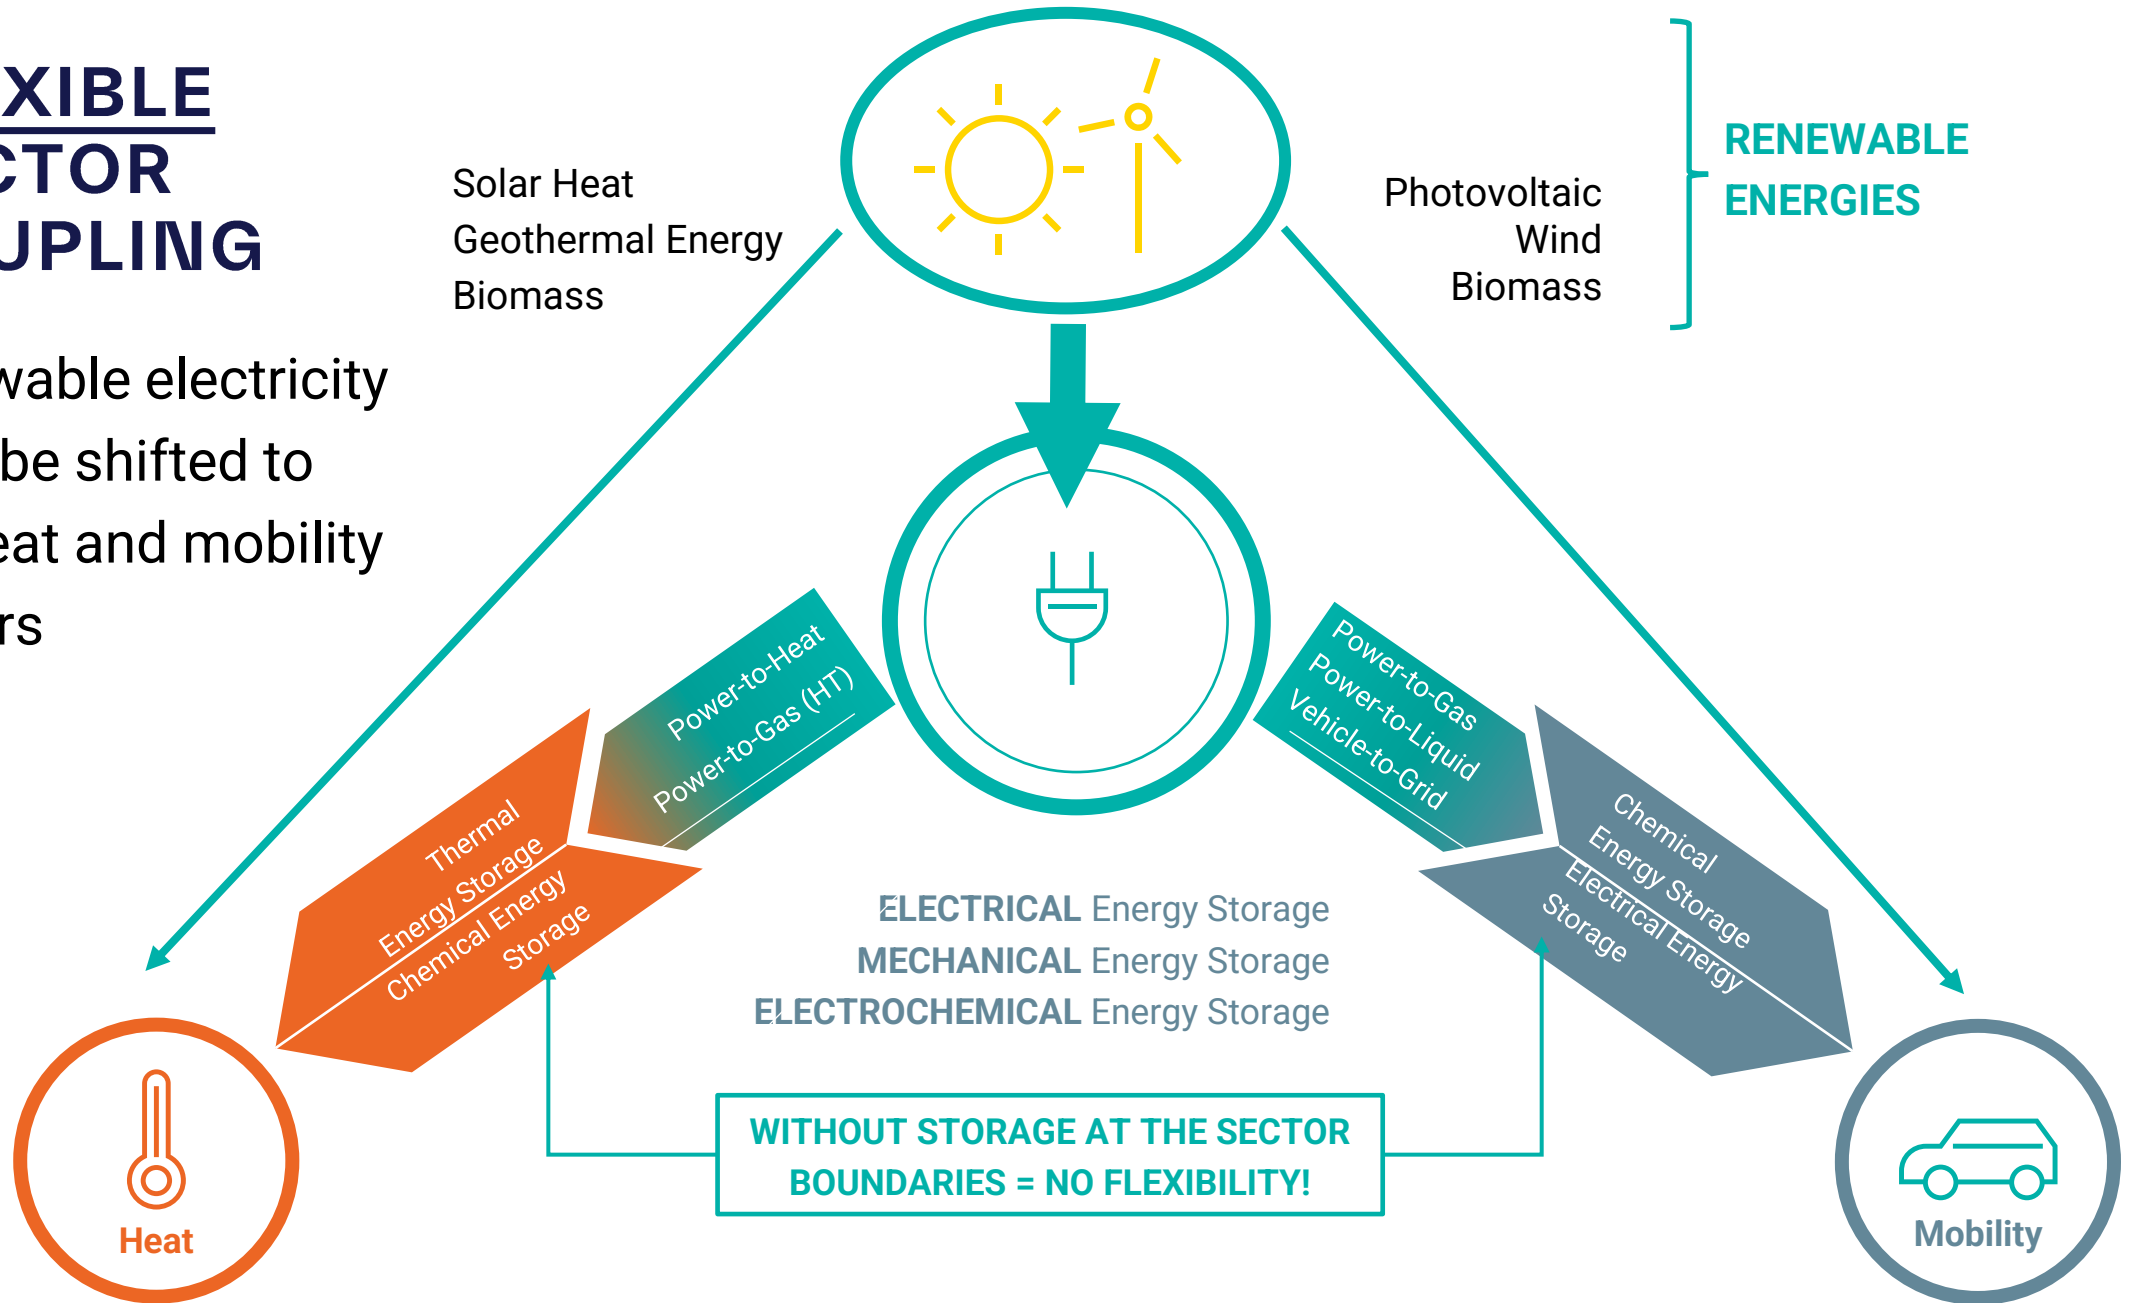 XIBLE
CTOR
UPLING
wable electricity
be shifted to
eat and mobility
rs
Solar Heat
Geothermal Energy
Biomass
Photovoltaic
Wind
Biomass
RENEWABLE
ENERGIES
Power-to-Heat
Power-to-Gas (HT)
Power-to-Gas
Power-to-Liquid
Vehicle-to-Grid
Thermal
Energy Storage
Chemical Energy
Storage
Chemical
Energy Storage
Electrical Energy
Storage
ELECTRICAL Energy Storage
MECHANICAL Energy Storage
ELECTROCHEMICAL Energy Storage
WITHOUT STORAGE AT THE SECTOR
BOUNDARIES = NO FLEXIBILITY!
Heat
Mobility